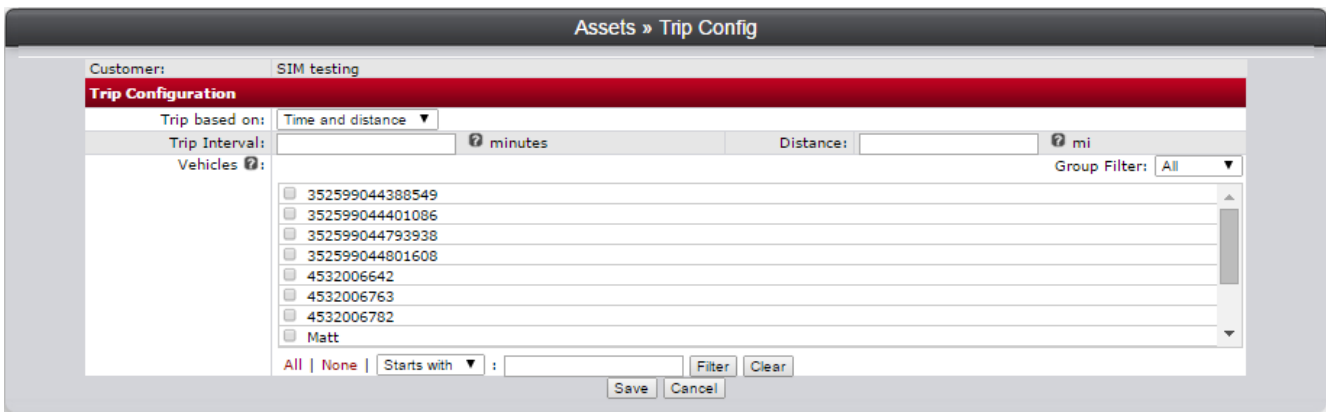 Assets » Trip Config
Customer: SIM testing
Trip Configuration
Trip based on: Time and distance ▼
Trip Interval: ? minutes Distance: ? mi
Vehicles ?: Group Filter: All ▼
352599044388549
352599044401086
352599044793938
352599044801608
4532006642
4532006763
4532006782
Matt
All | None | Starts with ▼ : Filter Clear
Save Cancel